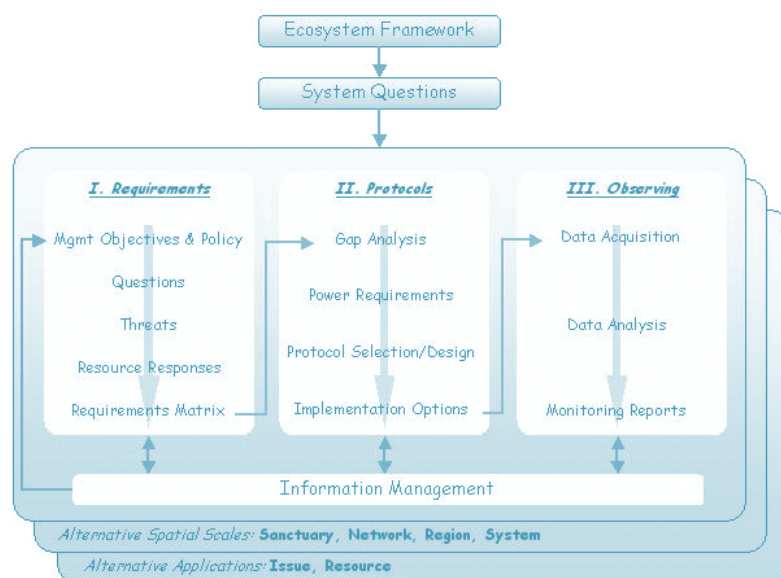 Ecosystem Framework
System Questions
I. Requirements
Mgmt Objectives & Policy
Questions
Threats
Resource Responses
Requirements Matrix
II. Protocols
Gap Analysis
Power Requirements
Protocol Selection/Design
Implementation Options
III. Observing
Data Acquisition
Data Analysis
Monitoring Reports
Information Management
Alternative Spatial Scales: Sanctuary, Network, Region, System
Alternative Applications: Issue, Resource